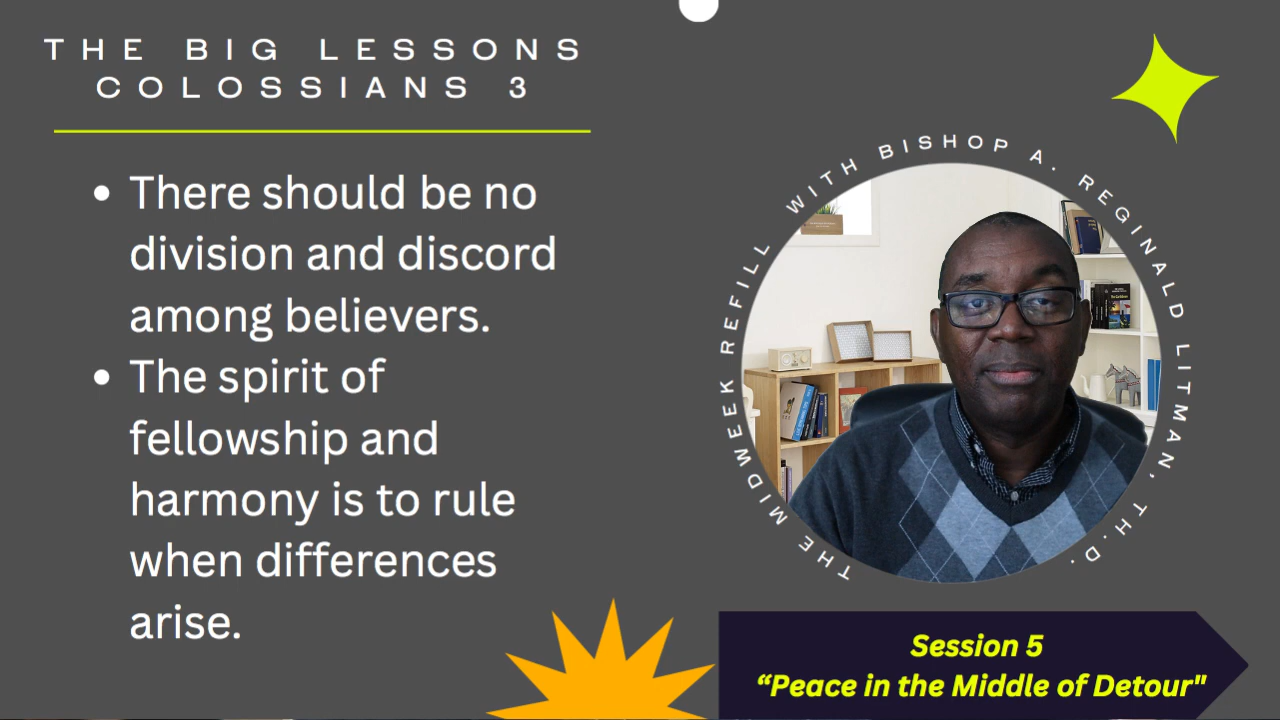 THE BIG LESSONS
COLOSSIANS 3
• There should be no
division and discord
among believers.
• The spirit of
fellowship and
harmony is to rule
when differences
arise.
THE MIDWEEK REFILL WITH BISHOP A. REGINALD LITMAN, TH.D.
Session 5
“Peace in the Middle of Detour"